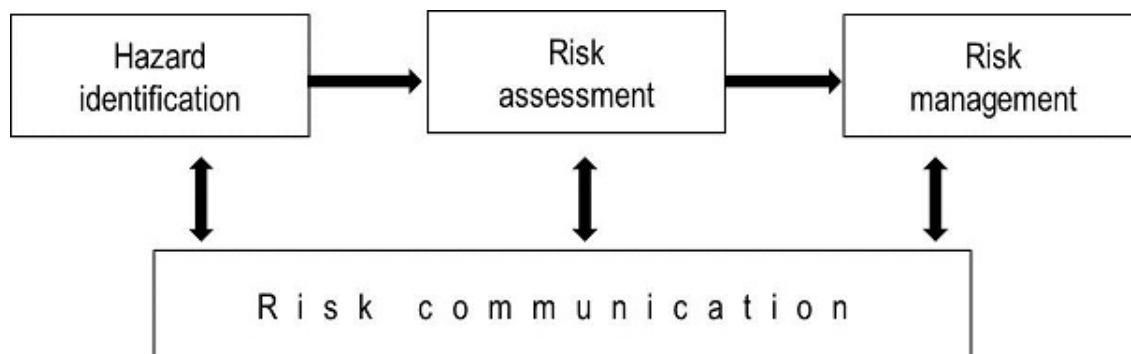 Hazard
identification
Risk
assessment
Risk
management
Risk communication